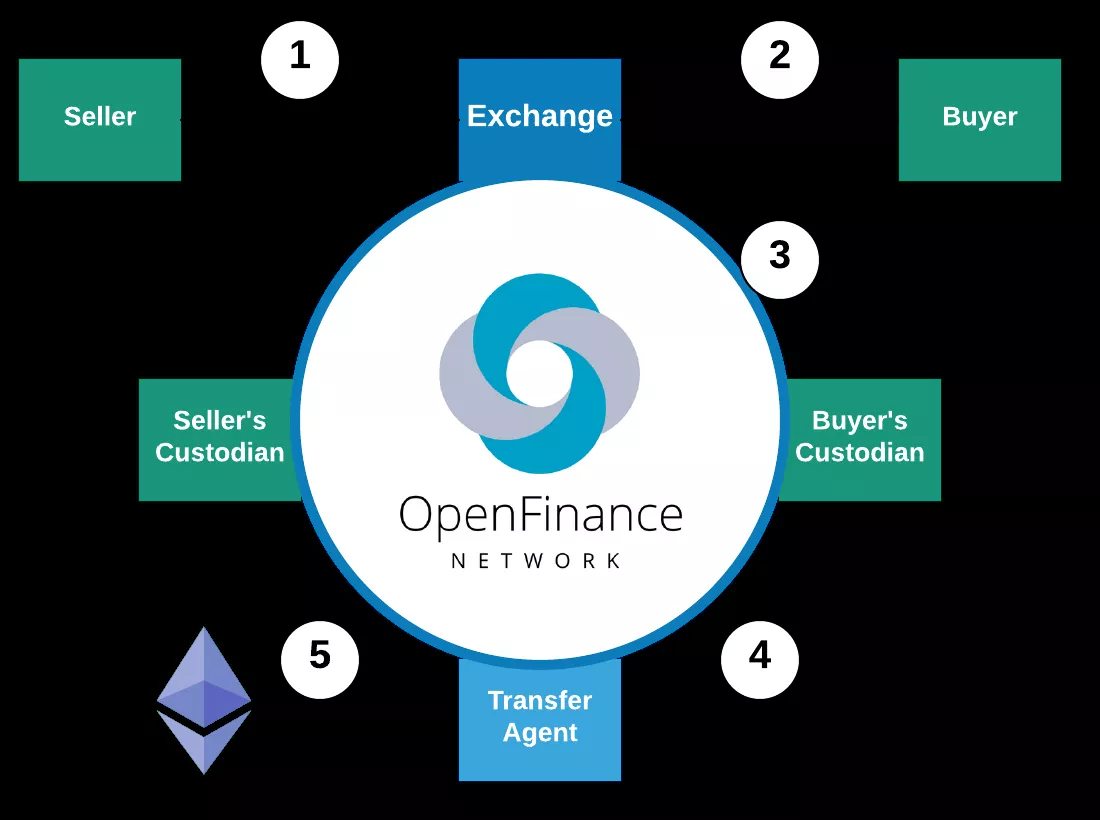 1
2
Seller
Exchange
Buyer
3
Seller's
Custodian
Buyer's
Custodian
OpenFinance
NETWORK
5
4
Transfer
Agent